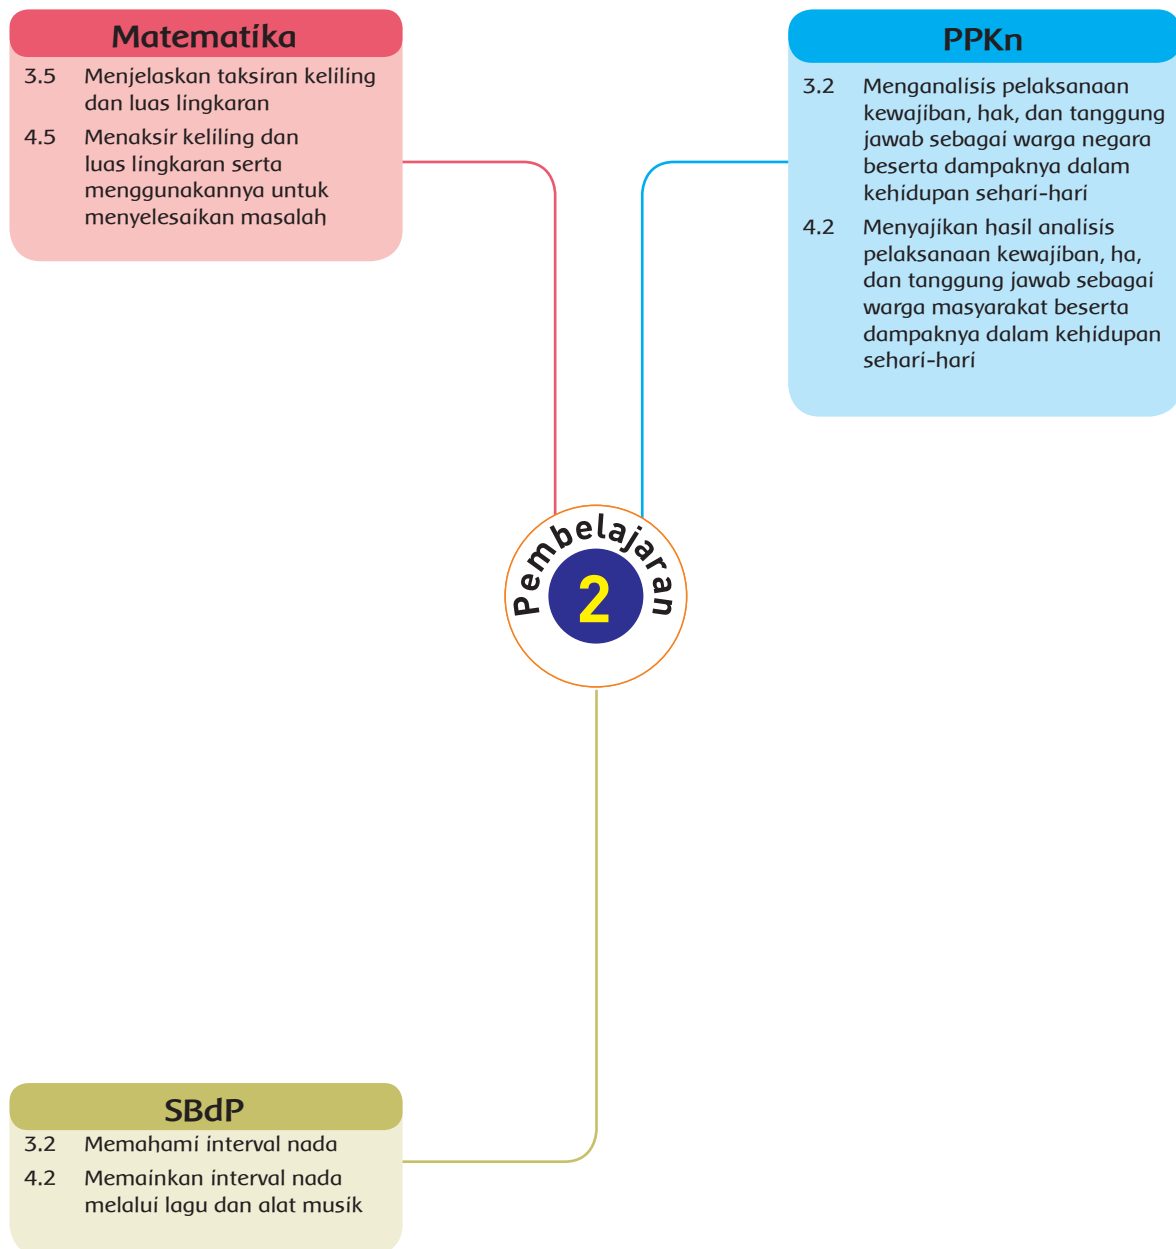 Matematika
3.5 Menjelaskan taksiran keliling
dan luas lingkaran
4.5 Menaksir keliling dan
luas lingkaran serta
menggunakannya untuk
menyelesaikan masalah
PPKn
3.2 Menganalisis pelaksanaan
kewajiban, hak, dan tanggung
jawab sebagai warga negara
beserta dampaknya dalam
kehidupan sehari-hari
4.2 Menyajikan hasil analisis
pelaksanaan kewajiban, ha,
dan tanggung jawab sebagai
warga masyarakat beserta
dampaknya dalam kehidupan
sehari-hari
Pembelajaran
2
SBdP
3.2 Memahami interval nada
4.2 Memainkan interval nada
melalui lagu dan alat musik